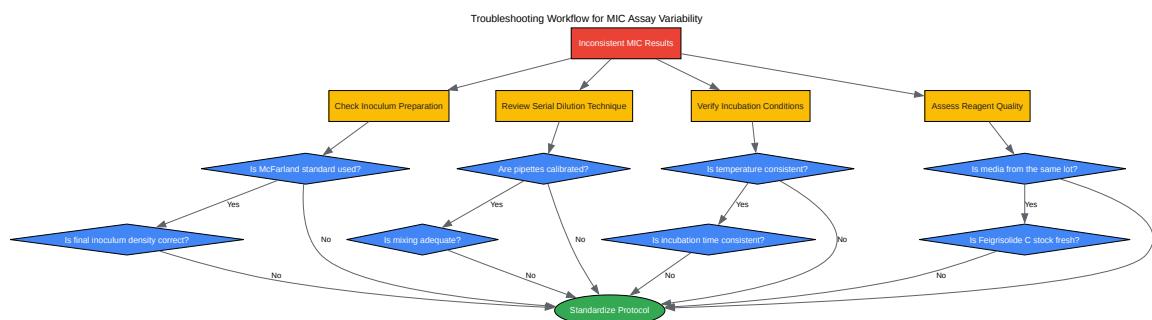 Troubleshooting Workflow for MIC Assay Variability
Inconsistent MIC Results
Check Inoculum Preparation
Review Serial Dilution Technique
Verify Incubation Conditions
Assess Reagent Quality
Is McFarland standard used?
Are pipettes calibrated?
Is temperature consistent?
Is media from the same lot?
Yes
Yes
Yes
Yes
Is final inoculum density correct?
No
Is mixing adequate?
No
Is incubation time consistent?
No
Is Feigrisolide C stock fresh?
No
No
No
No
Standardize Protocol